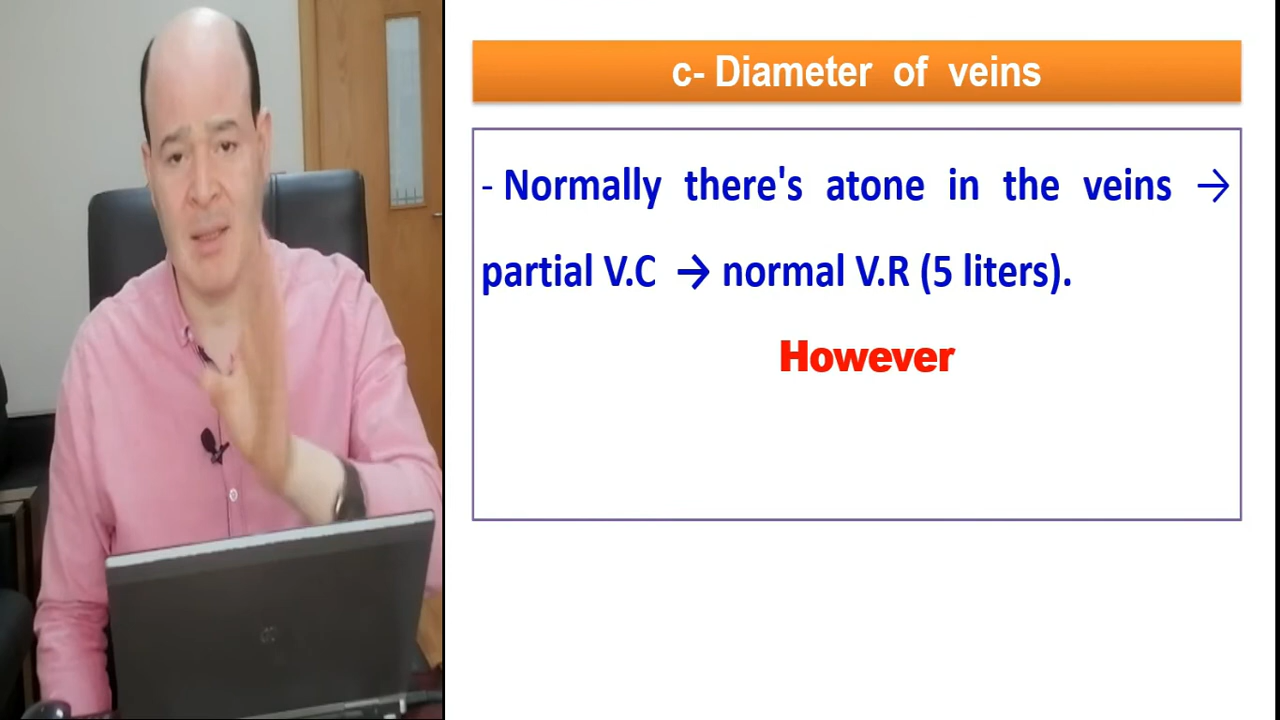 c- Diameter of veins
- Normally there's atone in the veins →
partial V.C → normal V.R (5 liters).
However